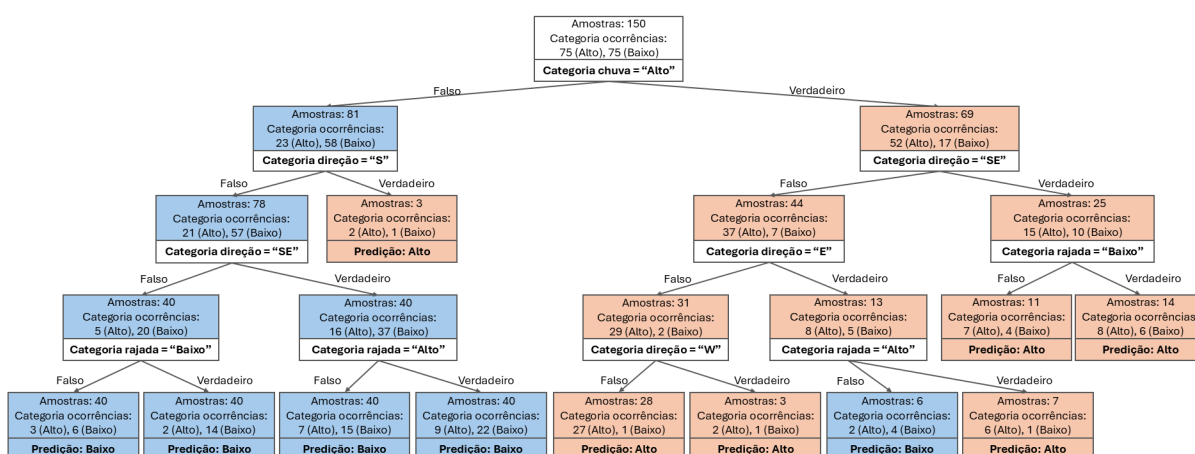 Amostras: 150
Categoria ocorrências:
75 (Alto), 75 (Baixo)
Categoria chuva = “Alto”
Falso
Verdadeiro
Amostras: 81
Categoria ocorrências:
23 (Alto), 58 (Baixo)
Categoria direção = “S”
Amostras: 69
Categoria ocorrências:
52 (Alto), 17 (Baixo)
Categoria direção = “SE”
Falso
Verdadeiro
Falso
Verdadeiro
Amostras: 78
Categoria ocorrências:
21 (Alto), 57 (Baixo)
Categoria direção = “SE”
Amostras: 3
Categoria ocorrências:
2 (Alto), 1 (Baixo)
Predição: Alto
Amostras: 44
Categoria ocorrências:
37 (Alto), 7 (Baixo)
Categoria direção = “E”
Amostras: 25
Categoria ocorrências:
15 (Alto), 10 (Baixo)
Categoria rajada = “Baixo”
Falso
Verdadeiro
Falso
Verdadeiro
Falso
Verdadeiro
Amostras: 40
Categoria ocorrências:
5 (Alto), 20 (Baixo)
Categoria rajada = “Baixo”
Amostras: 40
Categoria ocorrências:
16 (Alto), 37 (Baixo)
Categoria rajada = “Alto”
Amostras: 31
Categoria ocorrências:
29 (Alto), 2 (Baixo)
Categoria direção = “W”
Amostras: 13
Categoria ocorrências:
8 (Alto), 5 (Baixo)
Categoria rajada = “Alto”
Amostras: 11
Categoria ocorrências:
7 (Alto), 4 (Baixo)
Predição: Alto
Amostras: 14
Categoria ocorrências:
8 (Alto), 6 (Baixo)
Predição: Alto
Falso
Verdadeiro
Falso
Verdadeiro
Falso
Verdadeiro
Falso
Verdadeiro
Amostras: 40
Categoria ocorrências:
3 (Alto), 6 (Baixo)
Predição: Baixo
Amostras: 40
Categoria ocorrências:
2 (Alto), 14 (Baixo)
Predição: Baixo
Amostras: 40
Categoria ocorrências:
7 (Alto), 15 (Baixo)
Predição: Baixo
Amostras: 40
Categoria ocorrências:
9 (Alto), 22 (Baixo)
Predição: Baixo
Amostras: 28
Categoria ocorrências:
27 (Alto), 1 (Baixo)
Predição: Alto
Amostras: 3
Categoria ocorrências:
2 (Alto), 1 (Baixo)
Predição: Alto
Amostras: 6
Categoria ocorrências:
2 (Alto), 4 (Baixo)
Predição: Baixo
Amostras: 7
Categoria ocorrências:
6 (Alto), 1 (Baixo)
Predição: Alto